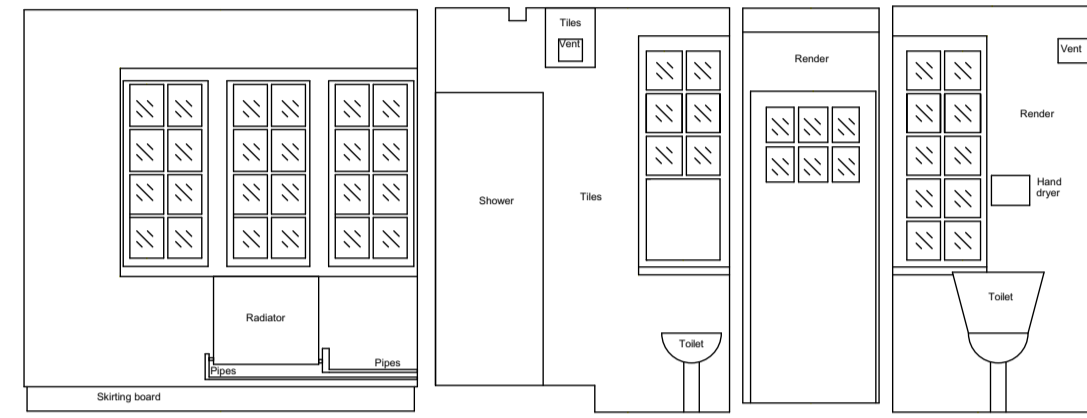 Radiator
Pipes
Pipes
Skirting board
Tiles
Vent
Shower
Tiles
Toilet
Render
Vent
Render
Hand
dryer
Toilet